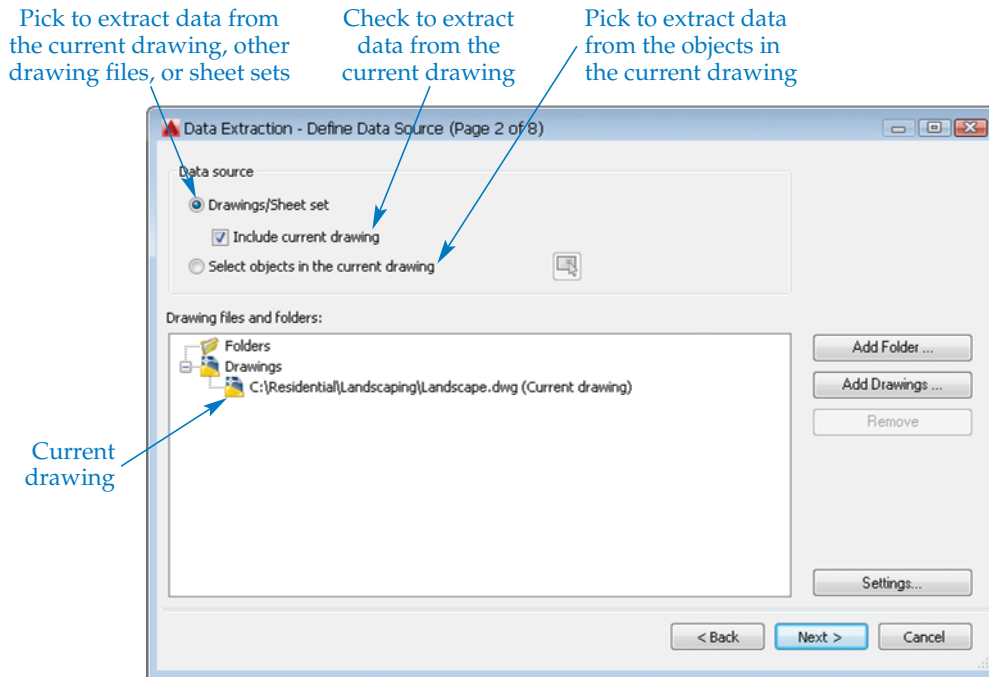 Pick to extract data from
the current drawing, other
drawing files, or sheet sets
Check to extract
data from the
current drawing
Pick to extract data
from the objects in
the current drawing
Data Extraction - Define Data Source (Page 2 of 8)
Data source
Drawings/Sheet set
Include current drawing
Select objects in the current drawing
Drawing files and folders:
Folders
Drawings
C:\Residential\Landscaping\Landscape.dwg (Current drawing)
Add Folder ...
Add Drawings ...
Remove
Current
drawing
Settings...
< Back
Next >
Cancel